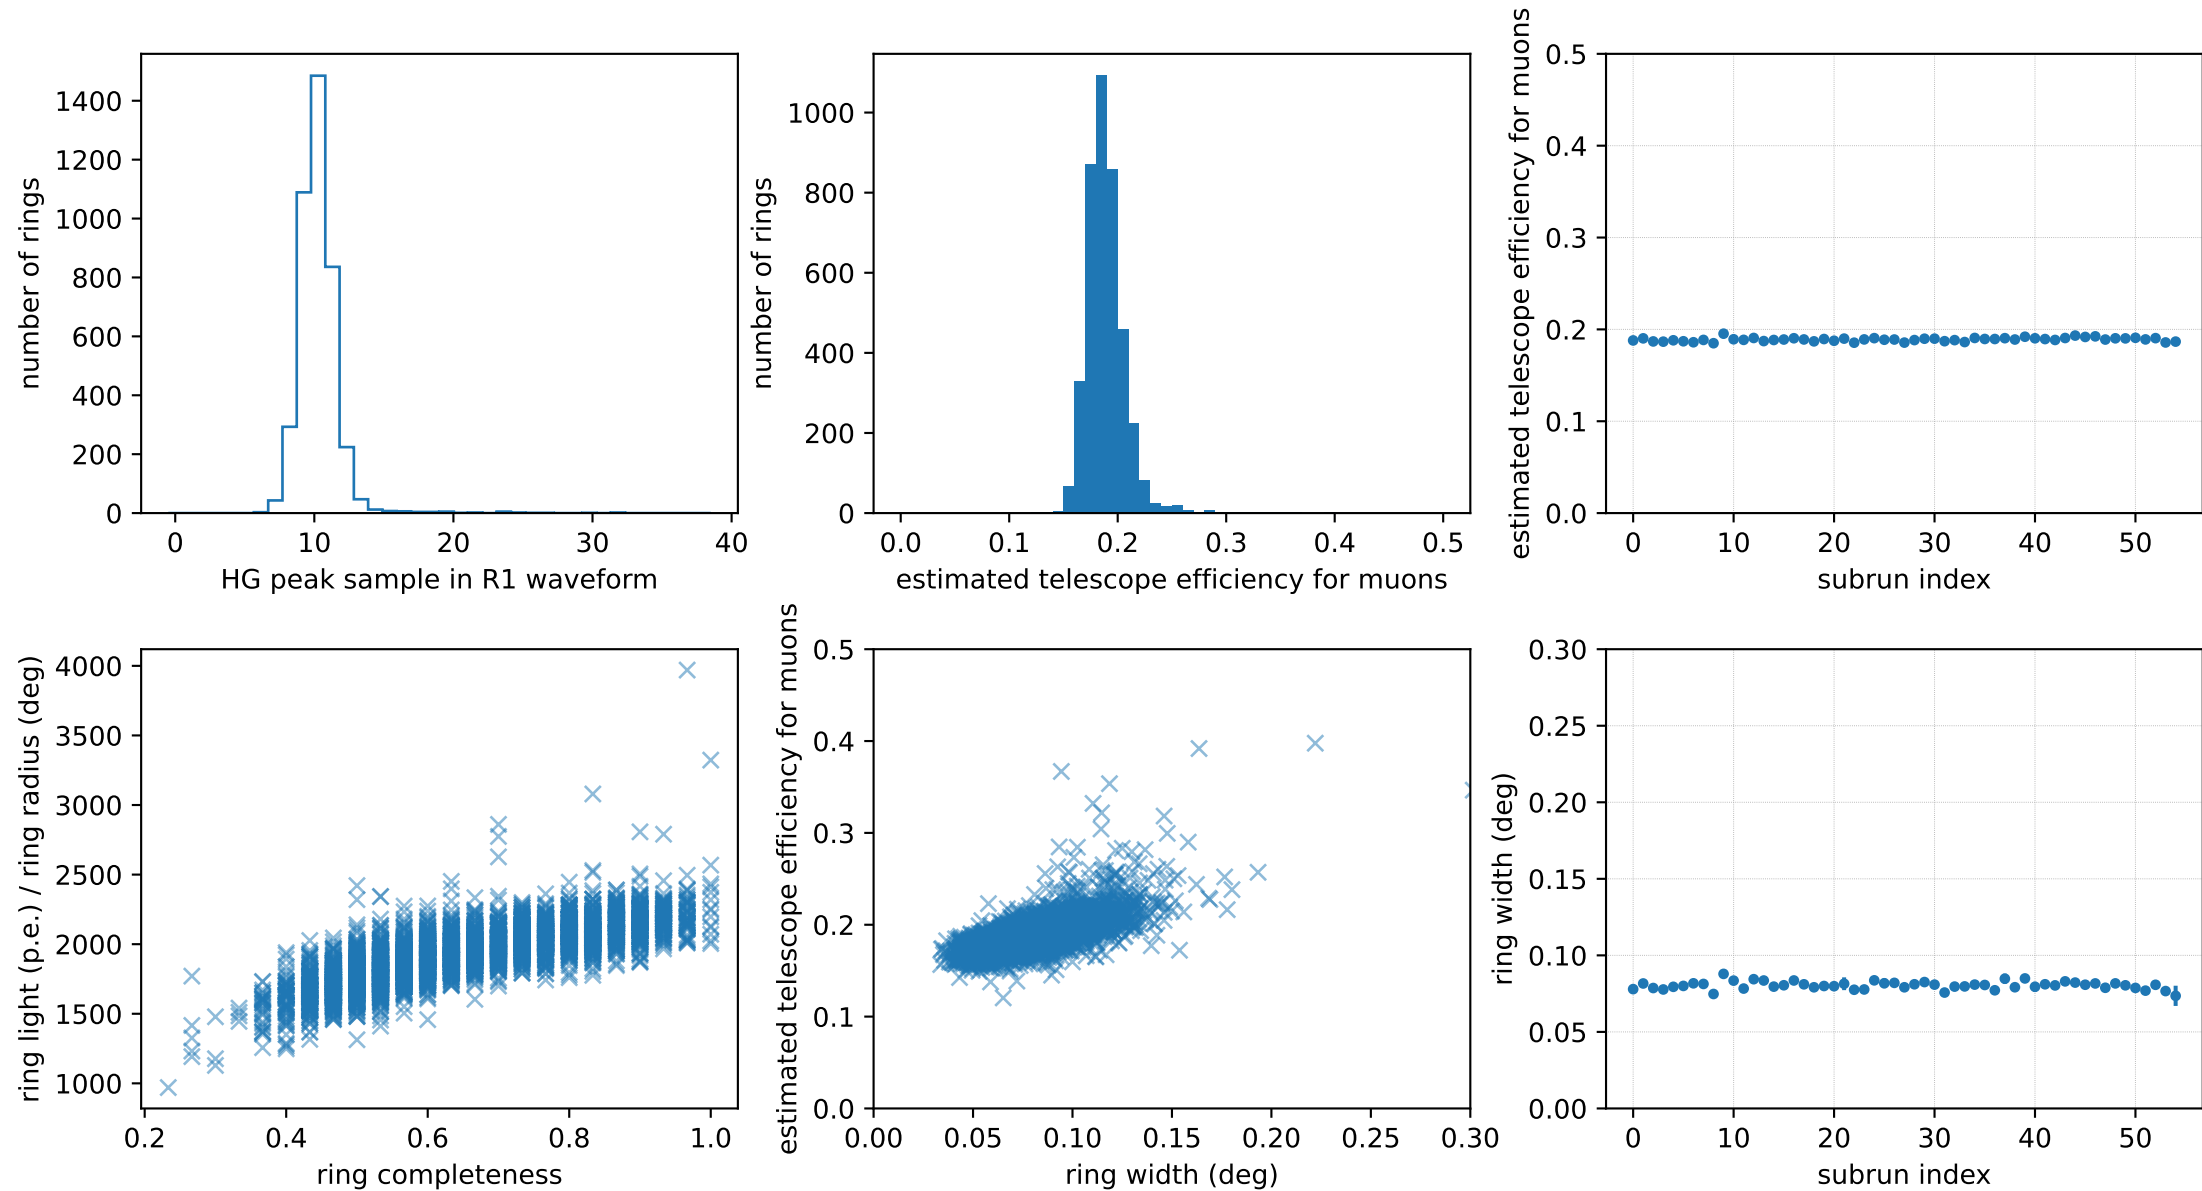 number of rings
1400
1200
1000
800
600
400
200
0
0 10 20 30 40
HG peak sample in R1 waveform
number of rings
1000
800
600
400
200
0
0.0 0.1 0.2 0.3 0.4 0.5
estimated telescope efficiency for muons
estimated telescope efficiency for muons
0.5
0.4
0.3
0.2
0.1
0.0
0 10 20 30 40 50
subrun index
ring light (p.e.) / ring radius (deg)
4000
3500
3000
2500
2000
1500
1000
0.2 0.4 0.6 0.8 1.0
ring completeness
estimated telescope efficiency for muons
0.5
0.4
0.3
0.2
0.1
0.0
0.00 0.05 0.10 0.15 0.20 0.25 0.30
ring width (deg)
ring width (deg)
0.30
0.25
0.20
0.15
0.10
0.05
0.00
0 10 20 30 40 50
subrun index